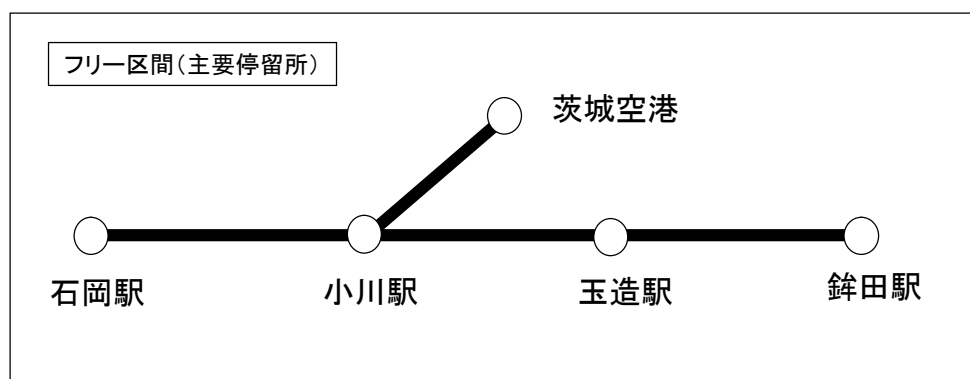 フリー区間（主要停留所）
茨城空港
石岡駅
小川駅
玉造駅
鉾田駅